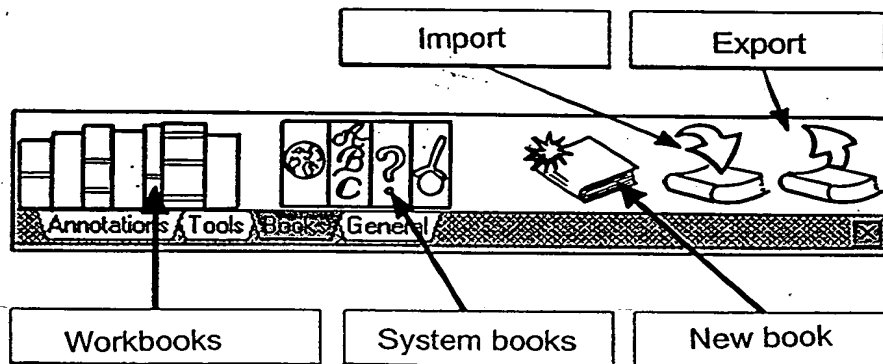 Import
Export
A
B
C
?
Annotations
Tools
Books
General
Workbooks
System books
New book